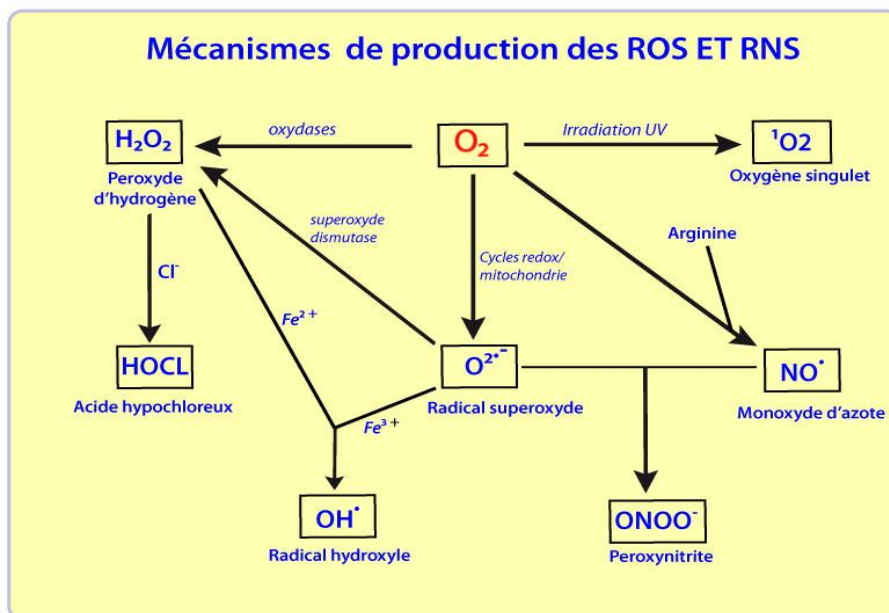 Mécanismes de production des ROS ET RNS
H₂O₂
oxydases
O₂
Irradiation UV
¹O2
Peroxyde
d'hydrogène
Oxygène singulet
superoxyde
dismutase
Arginine
Cycles redox/
mitochondrie
Cl⁻
Fe²⁺
HOCL
O²·⁻
NO·
Acide hypochloreux
Radical superoxyde
Monoxyde d'azote
Fe³⁺
OH·
ONOO⁻
Radical hydroxyle
Peroxynitrite